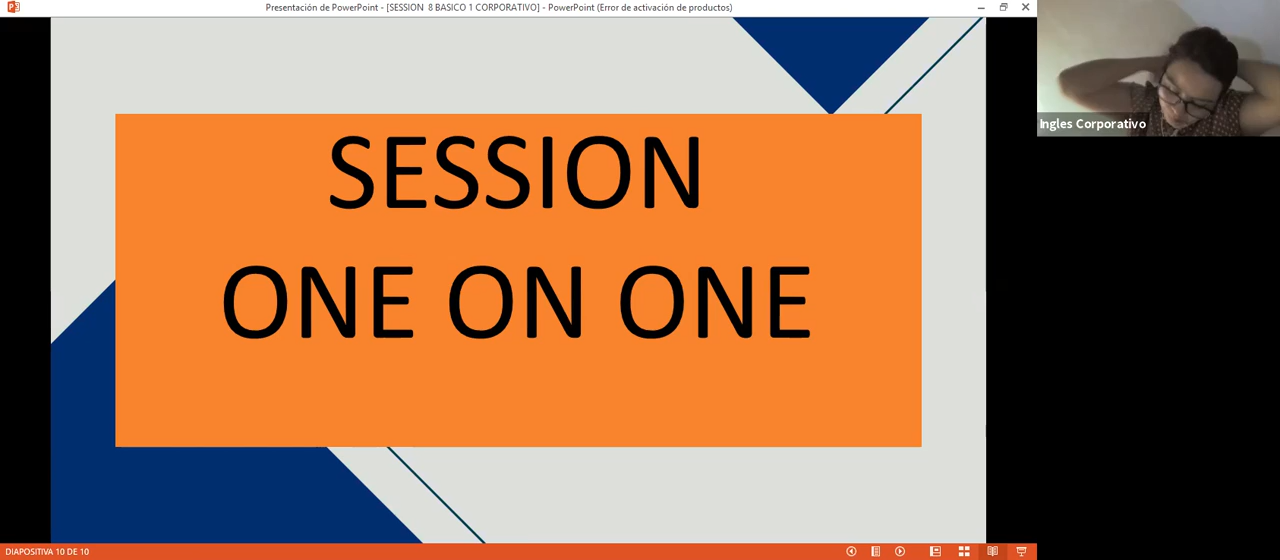 Presentación de PowerPoint - [SESSION  8 BASICO 1 CORPORATIVO] - PowerPoint (Error de activación de productos)
Ingles Corporativo
SESSION
ONE ON ONE
DIAPOSITIVA 10 DE 10